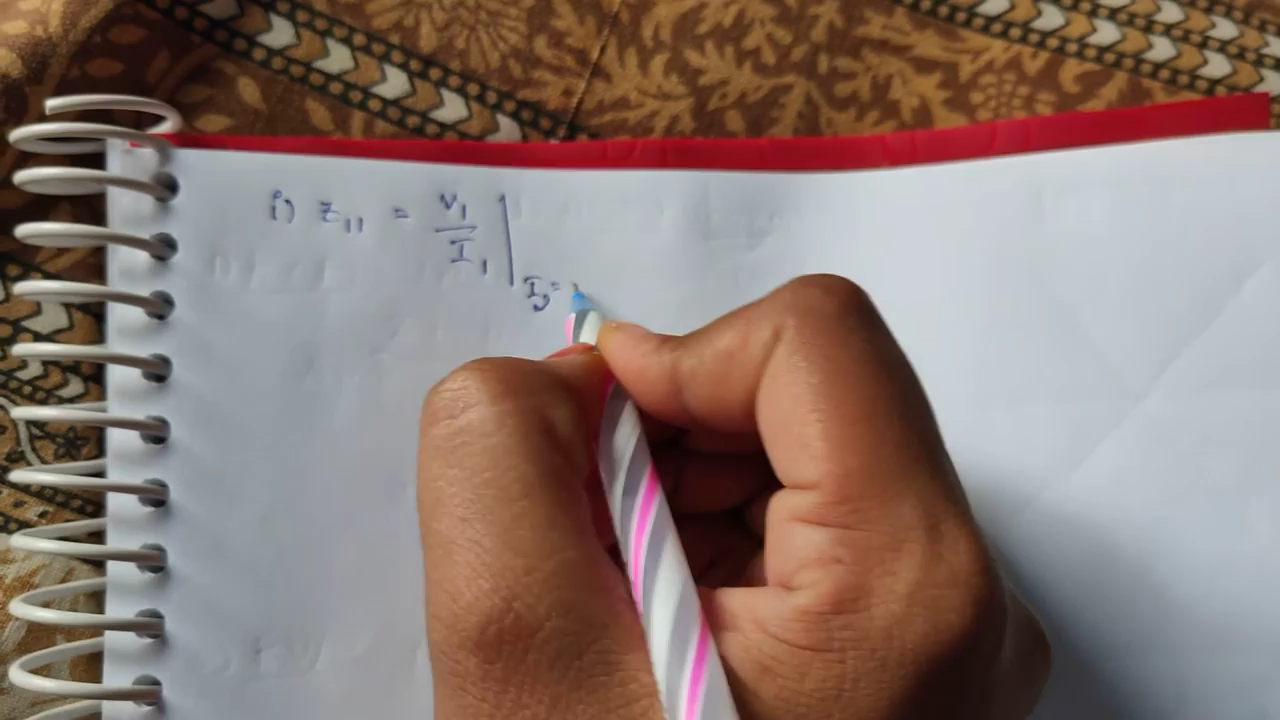 i) Z₁₁ = V₁/I₁ | I₂=